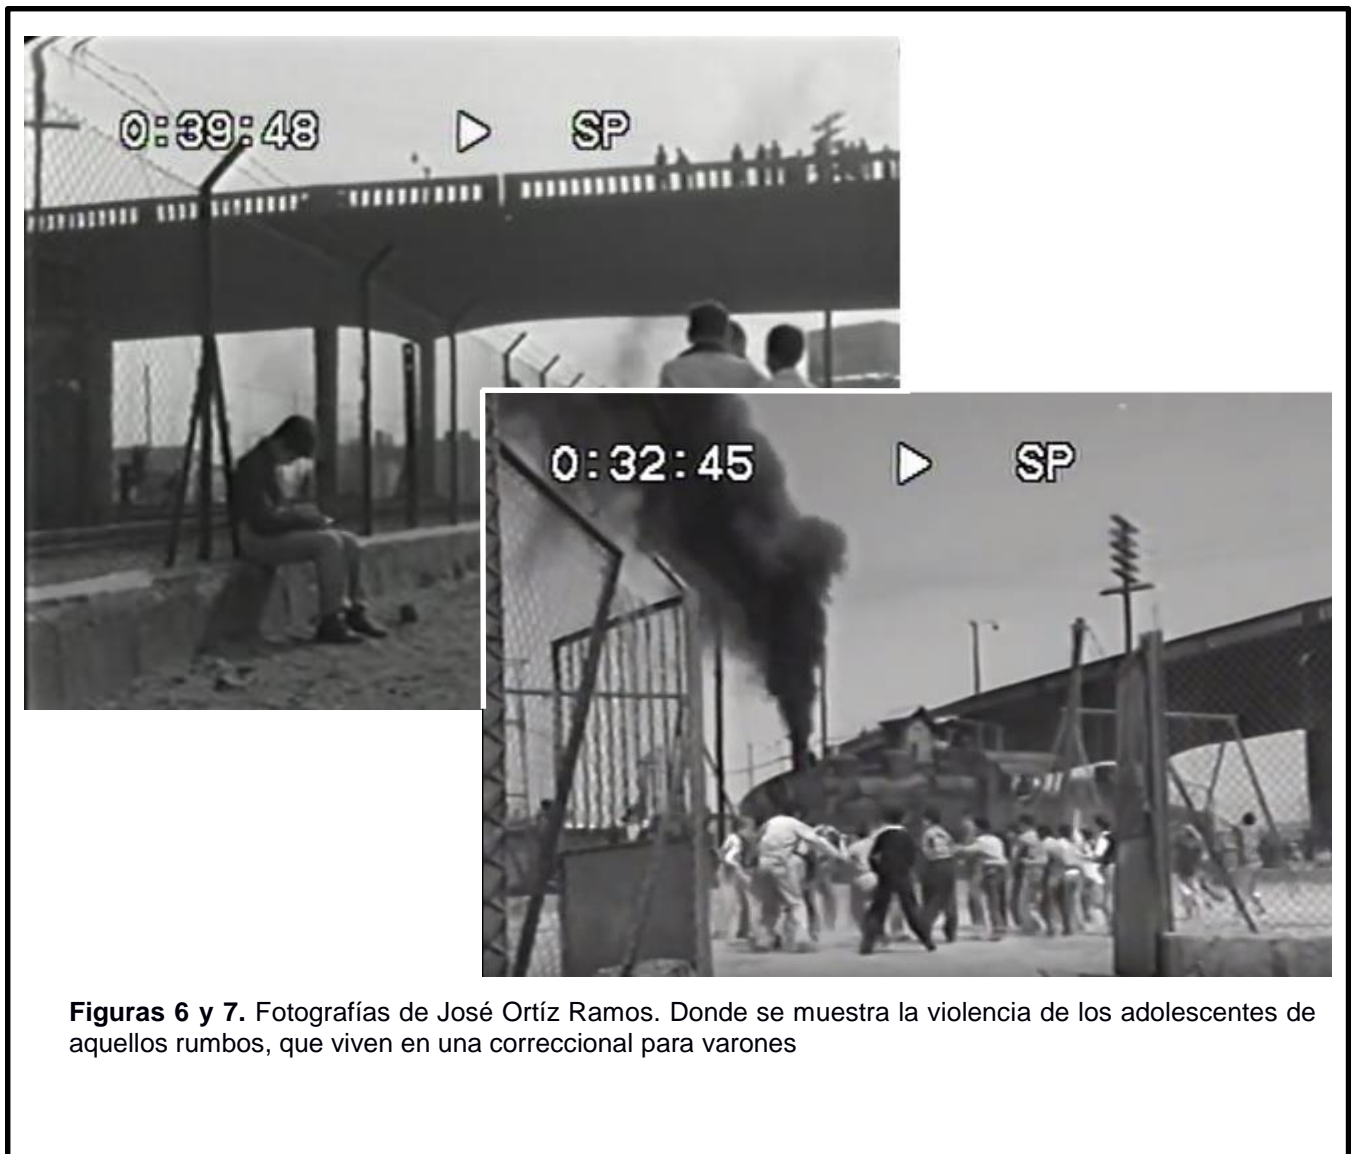 0:39:48 SP
0:32:45 SP
Figuras 6 y 7. Fotografías de José Ortíz Ramos. Donde se muestra la violencia de los adolescentes de
aquellos rumbos, que viven en una correccional para varones